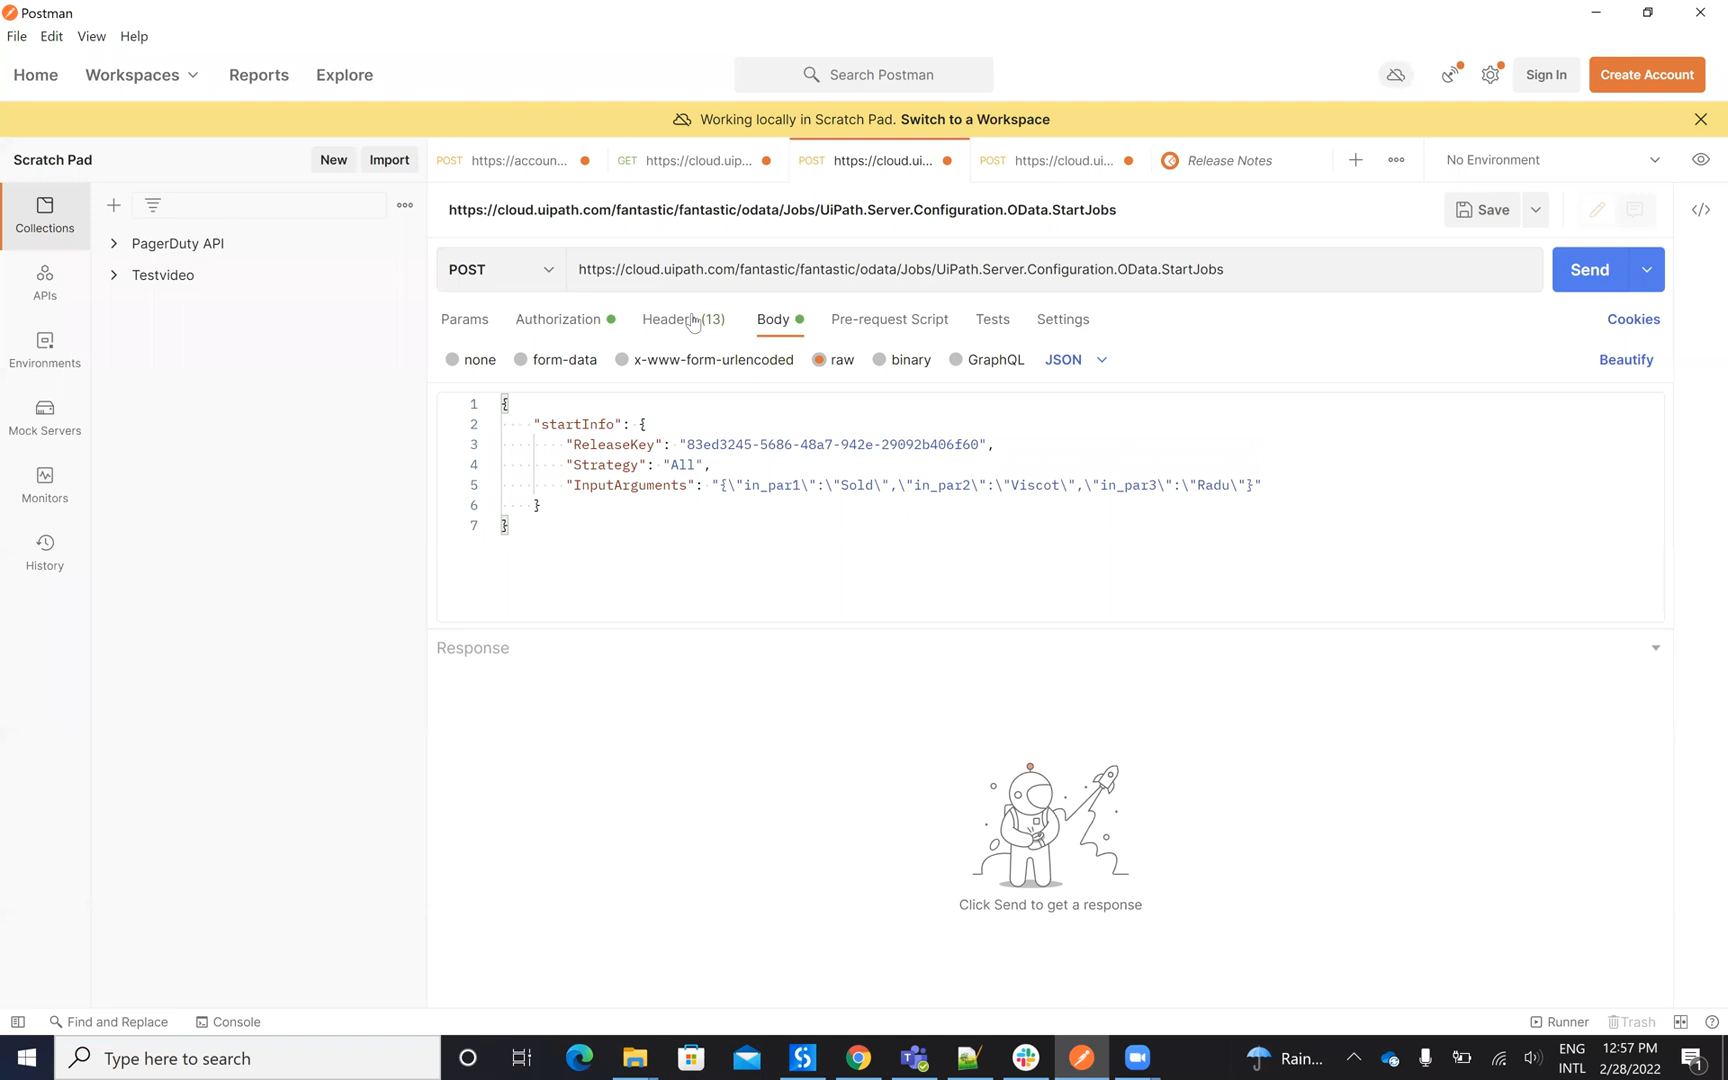 Postman
File Edit View Help
Home Workspaces Reports Explore
Search Postman
Sign In Create Account
Working locally in Scratch Pad. Switch to a Workspace
Scratch Pad New Import
POST https://accoun... GET https://cloud.uip... POST https://cloud.ui... POST https://cloud.ui... Release Notes
No Environment
Collections
APIs
Environments
Mock Servers
Monitors
History
PagerDuty API
Testvideo
https://cloud.uipath.com/fantastic/fantastic/odata/Jobs/UiPath.Server.Configuration.OData.StartJobs
Save
POST https://cloud.uipath.com/fantastic/fantastic/odata/Jobs/UiPath.Server.Configuration.OData.StartJobs
Send
Params Authorization Header (13) Body Pre-request Script Tests Settings Cookies
none form-data x-www-form-urlencoded raw binary GraphQL JSON Beautify
1 {
2 "startInfo": {
3 "ReleaseKey": "83ed3245-5686-48a7-942e-29092b406f60",
4 "Strategy": "All",
5 "InputArguments": "{\"in_par1\":\"Sold\",\"in_par2\":\"Viscot\",\"in_par3\":\"Radu\"}"
6 }
7 }
Response
Click Send to get a response
Find and Replace Console
Runner Trash
Type here to search
Rain...
ENG
INTL
12:57 PM
2/28/2022
1